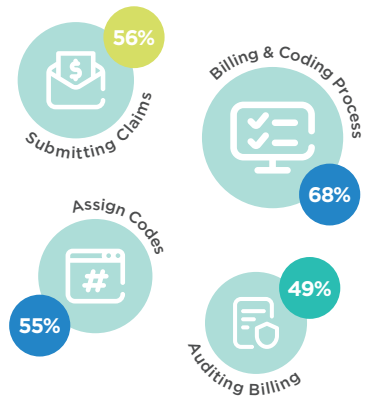 56%
Submitting Claims
Billing & Coding Process
68%
Assign Codes
#
55%
49%
Auditing Billing
$